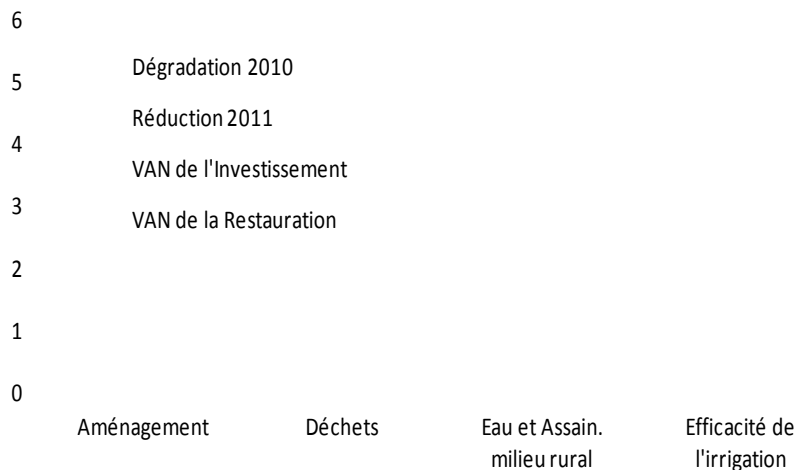 6
5
4
3
2
1
0
Dégradation 2010
Réduction 2011
VAN de l'Investissement
VAN de la Restauration
Aménagement
Déchets
Eau et Assain.
milieu rural
Efficacité de
l'irrigation